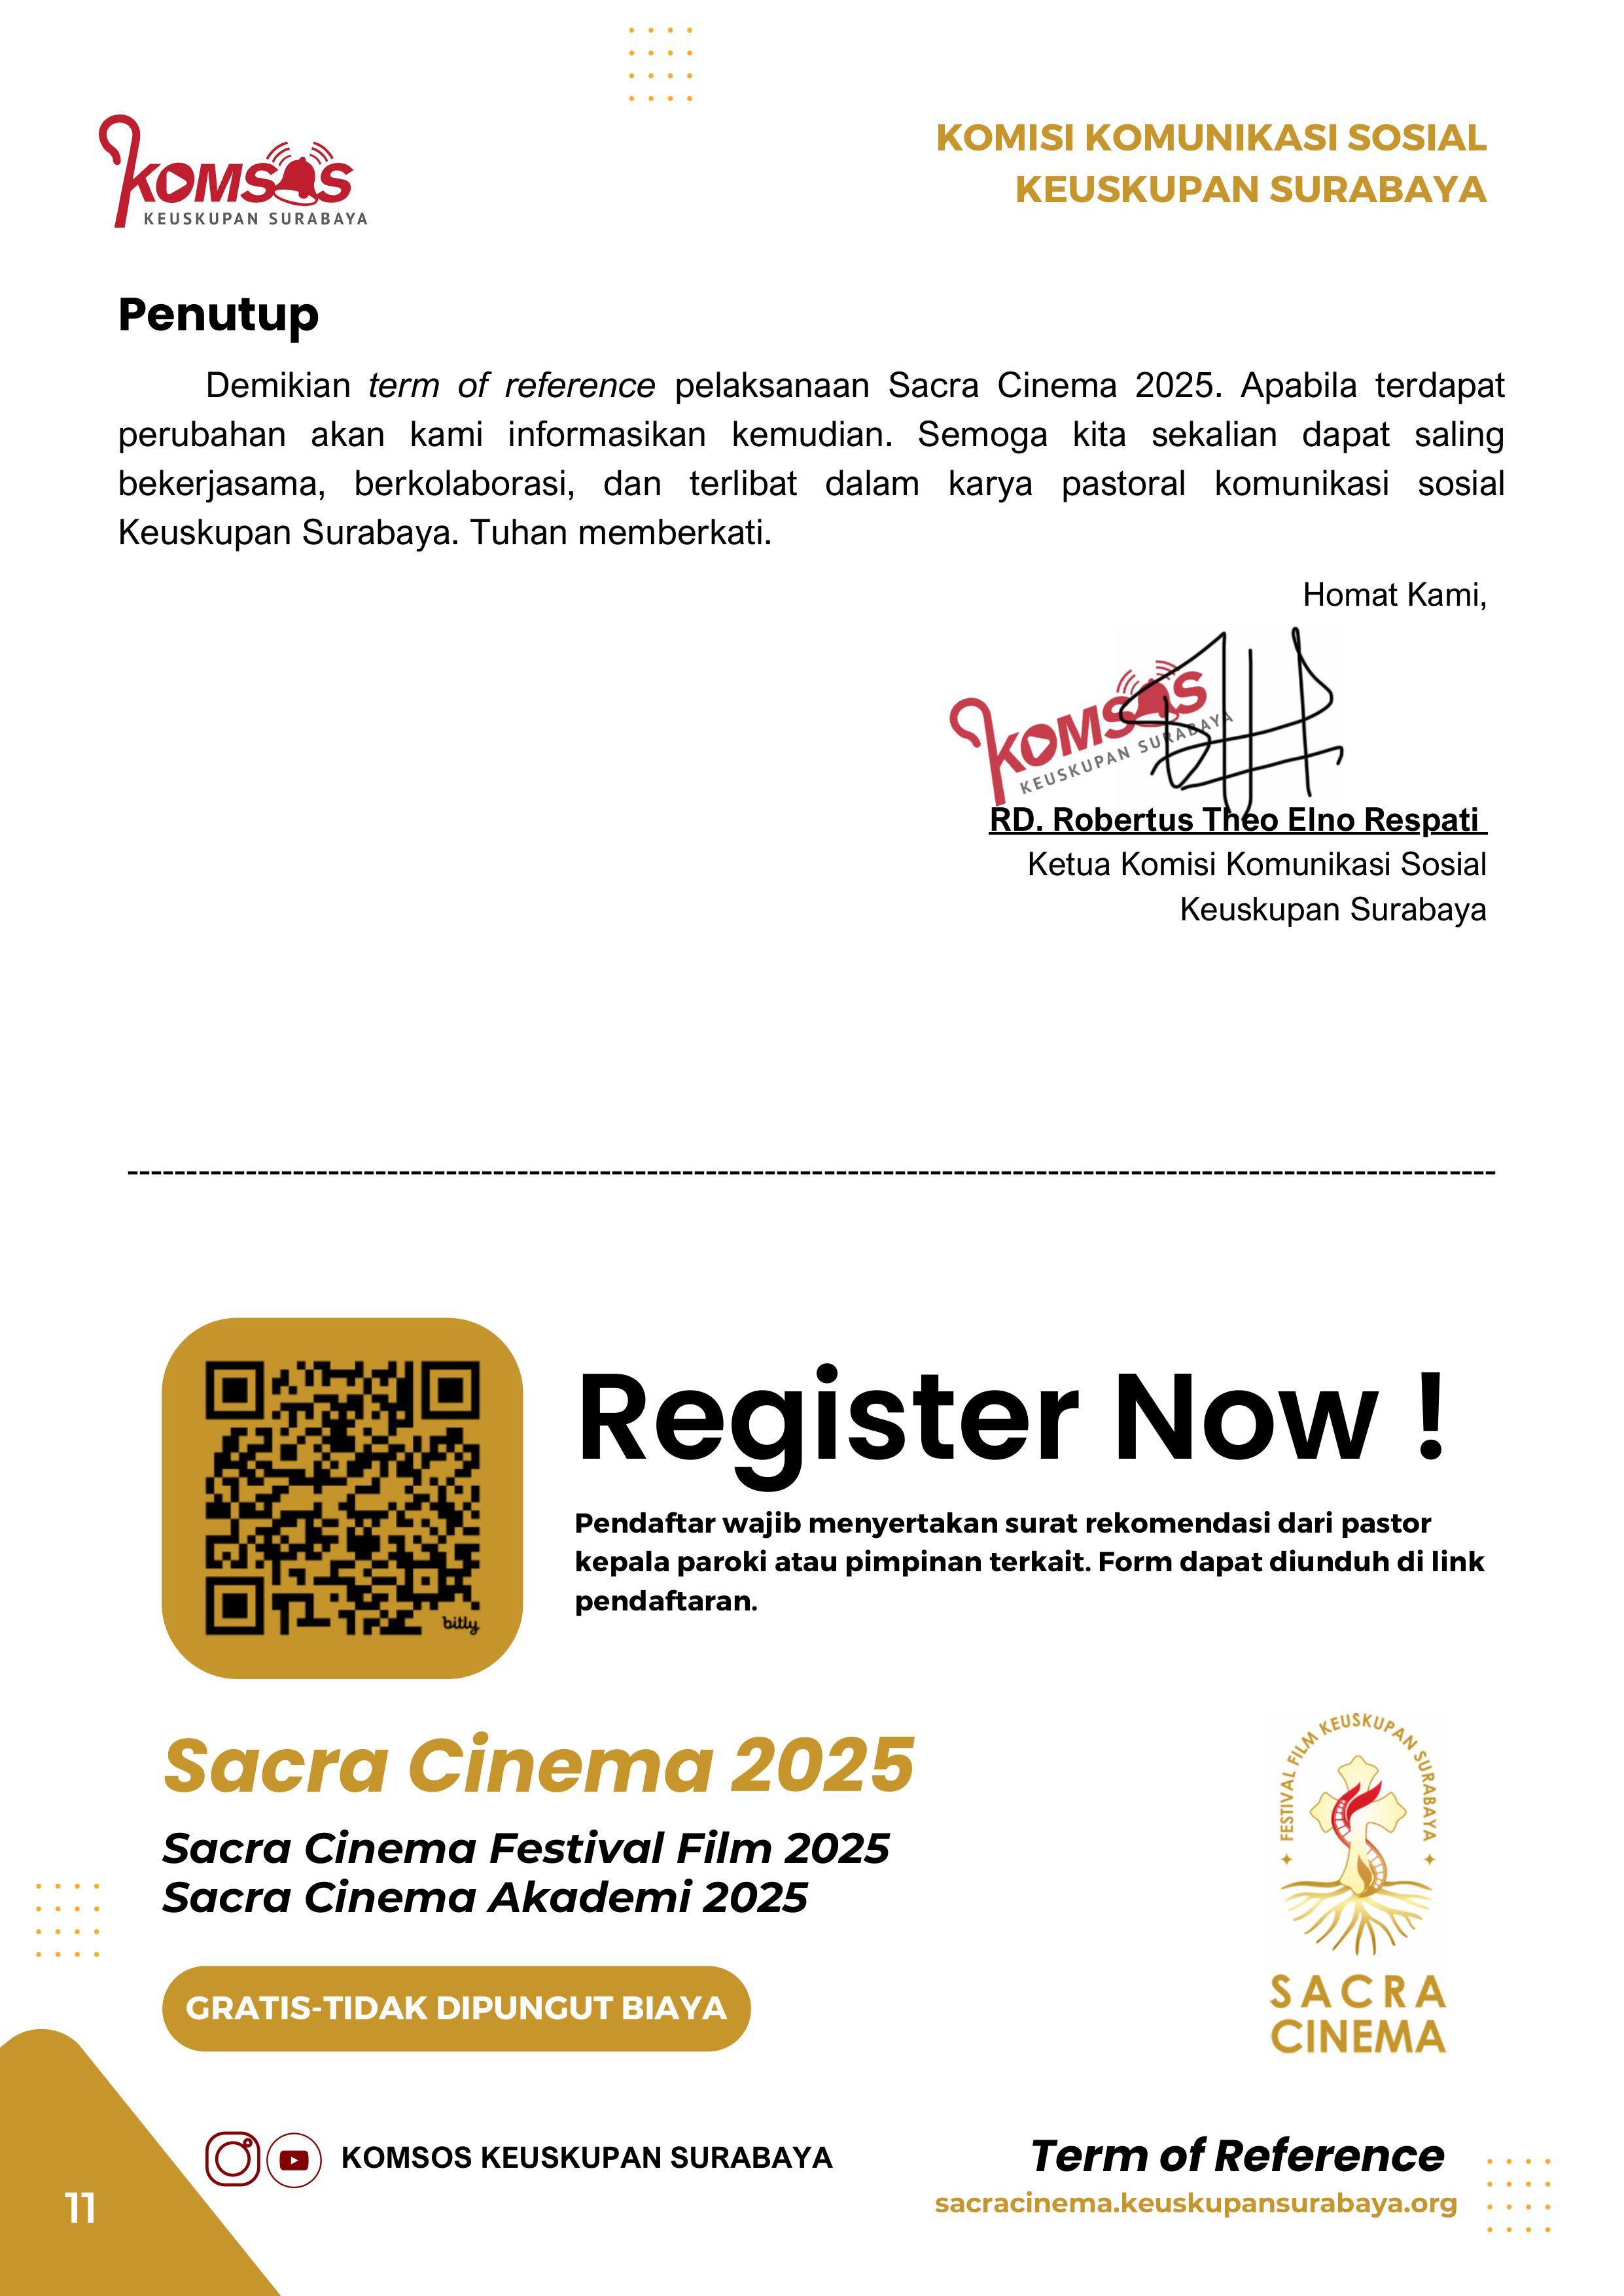 KOMSOS
KEUSKUPAN SURABAYA
KOMISI KOMUNIKASI SOSIAL
KEUSKUPAN SURABAYA
Penutup
Demikian term of reference pelaksanaan Sacra Cinema 2025. Apabila terdapat
perubahan akan kami informasikan kemudian. Semoga kita sekalian dapat saling
bekerjasama, berkolaborasi, dan terlibat dalam karya pastoral komunikasi sosial
Keuskupan Surabaya. Tuhan memberkati.
Homat Kami,
KOMSOS
KEUSKUPAN SURABAYA
RD. Robertus Theo Elno Respati
Ketua Komisi Komunikasi Sosial
Keuskupan Surabaya
Register Now !
Pendaftar wajib menyertakan surat rekomendasi dari pastor
kepala paroki atau pimpinan terkait. Form dapat diunduh di link
pendaftaran.
bitly
Sacra Cinema 2025
Sacra Cinema Festival Film 2025
Sacra Cinema Akademi 2025
GRATIS-TIDAK DIPUNGUT BIAYA
FESTIVAL FILM KEUSKUPAN SURABAYA
SACRA
CINEMA
KOMSOS KEUSKUPAN SURABAYA
Term of Reference
sacracinema.keuskupansurabaya.org
11